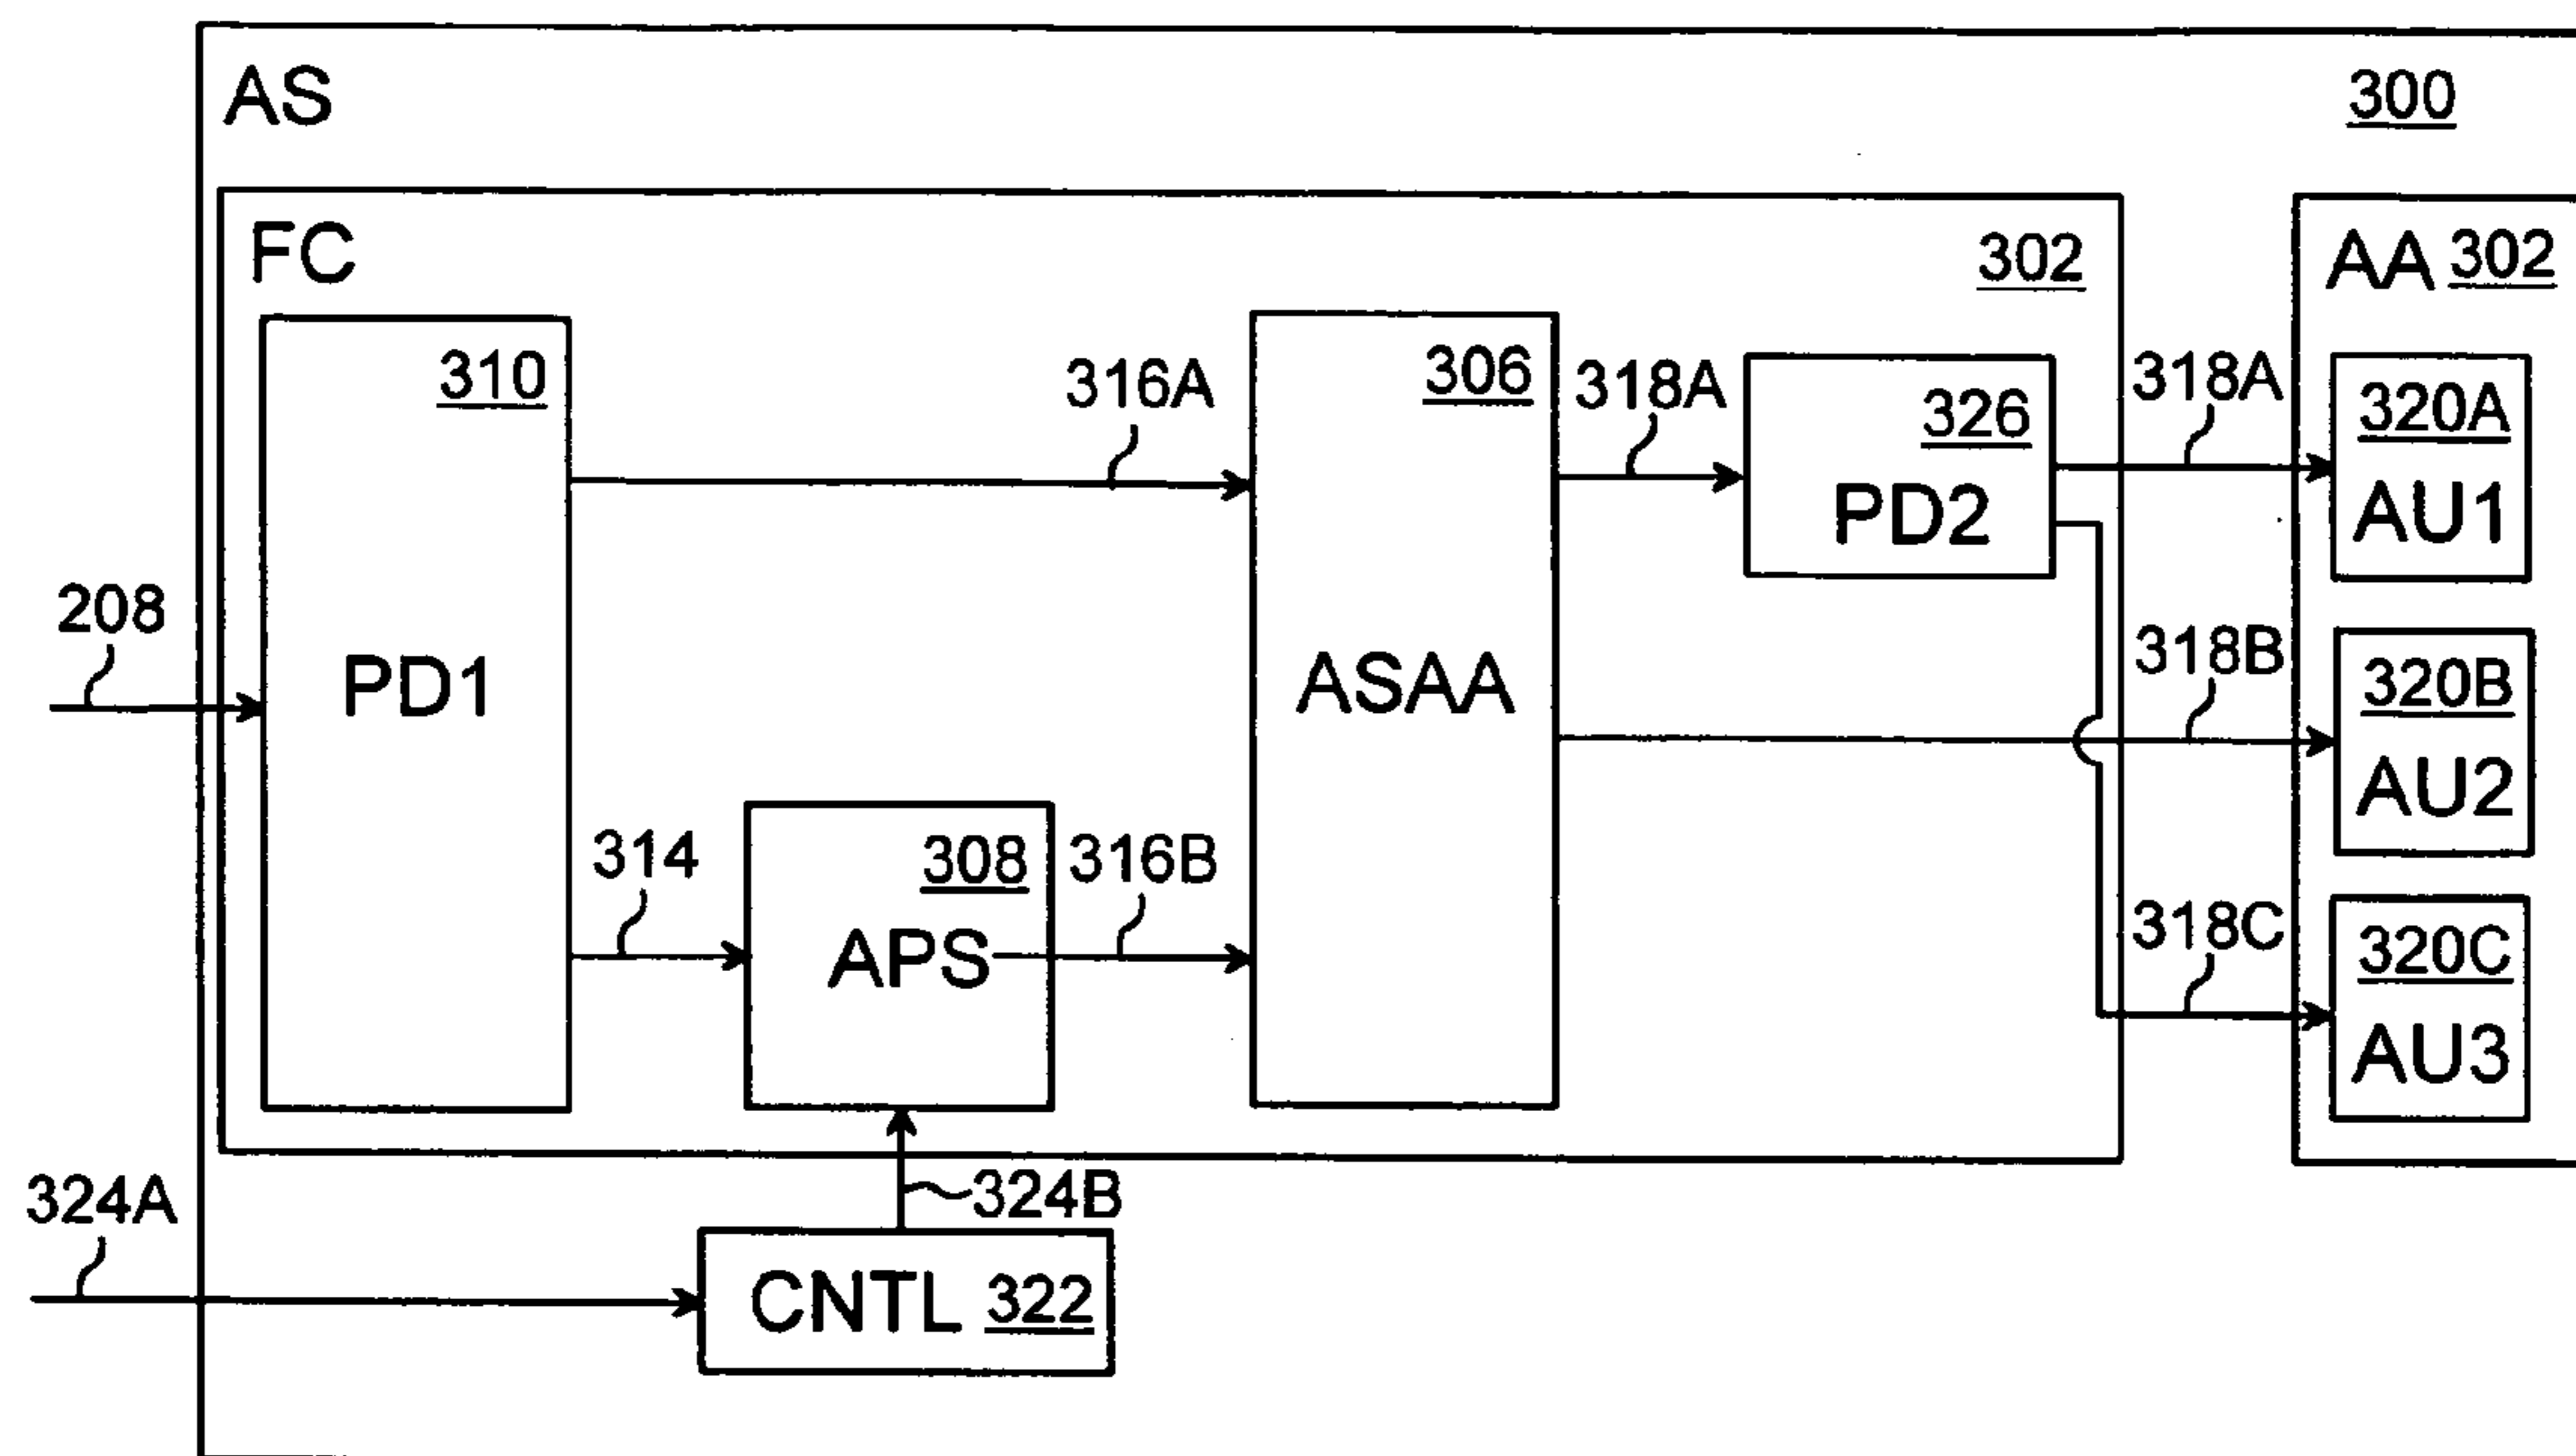 AS
300
FC
302
AA 302
310
PD1
316A
306
ASAA
318A
326
PD2
318A
320A
AU1
208
318B
320B
AU2
314
308
APS
316B
318C
320C
AU3
324A
324B
CNTL 322